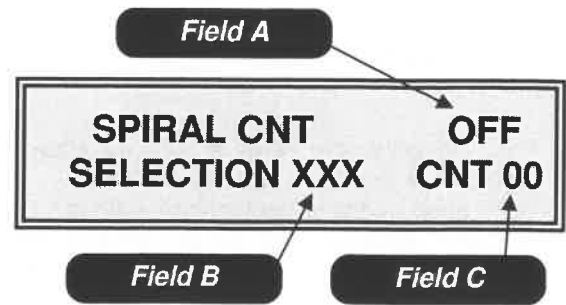 Field A
SPIRAL CNT OFF
SELECTION XXX CNT 00
Field B Field C